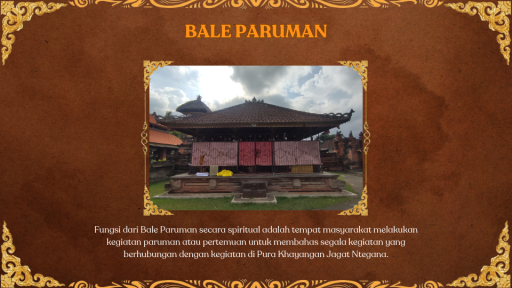 BALE PARUMAN
Fungsi dari Bale Paruman secara spiritual adalah tempat masyarakat melakukan
kegiatan paruman atau pertemuan untuk membahas segala kegiatan yang
berhubungan dengan kegiatan di Pura Khayangan Jagat Ntegana.